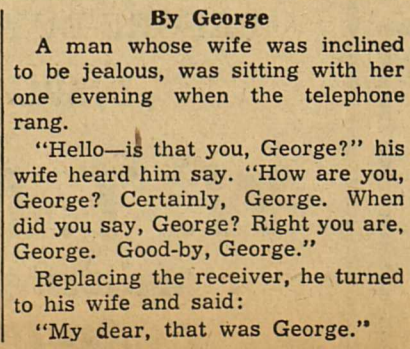 By George
A man whose wife was inclined
to be jealous, was sitting with her
one evening when the telephone
rang.
"Hello—is that you, George?" his
wife heard him say. "How are you,
George? Certainly, George. When
did you say, George? Right you are,
George. Good-by, George."
Replacing the receiver, he turned
to his wife and said:
"My dear, that was George."